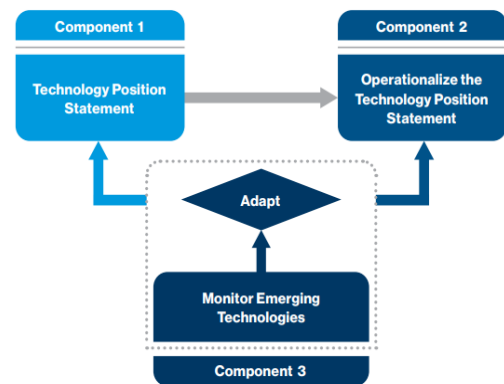 Component 1
Technology Position
Statement
Component 2
Operationalize the
Technology Position
Statement
Adapt
Monitor Emerging
Technologies
Component 3